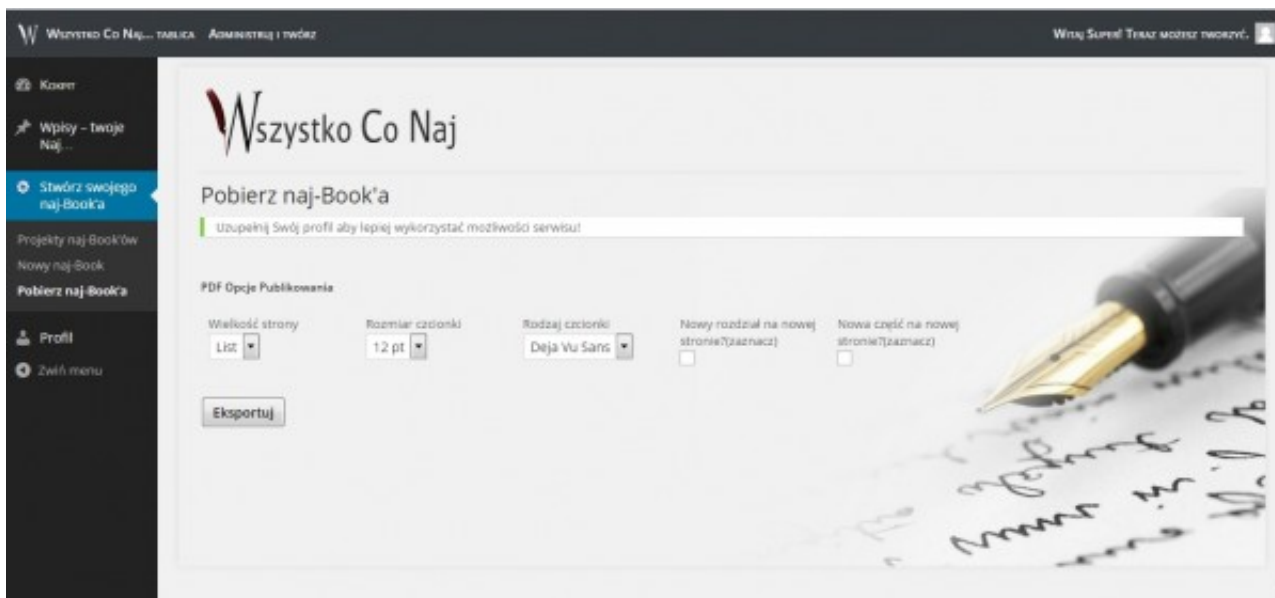 Wszystko Co Naj... tablica Administruj i twórz
Witaj Super! Teraz możesz tworzyć.
Kokpit
Wpisy – twoje
Naj...
Stwórz swojego
naj-Book'a
Projekty naj-Book'ów
Nowy naj-Book
Pobierz naj-Book'a
Profil
Zwiń menu
Wszystko Co Naj
Pobierz naj-Book'a
Uzupełnij Swój profil aby lepiej wykorzystać możliwości serwisu!
PDF Opcje Publikowania
Wielkość strony
List
Rozmiar czcionki
12 pt
Rodzaj czcionki
Deja Vu Sans
Nowy rozdział na nowej
stronie?(zaznacz)
Nowa część na nowej
stronie?(zaznacz)
Eksportuj